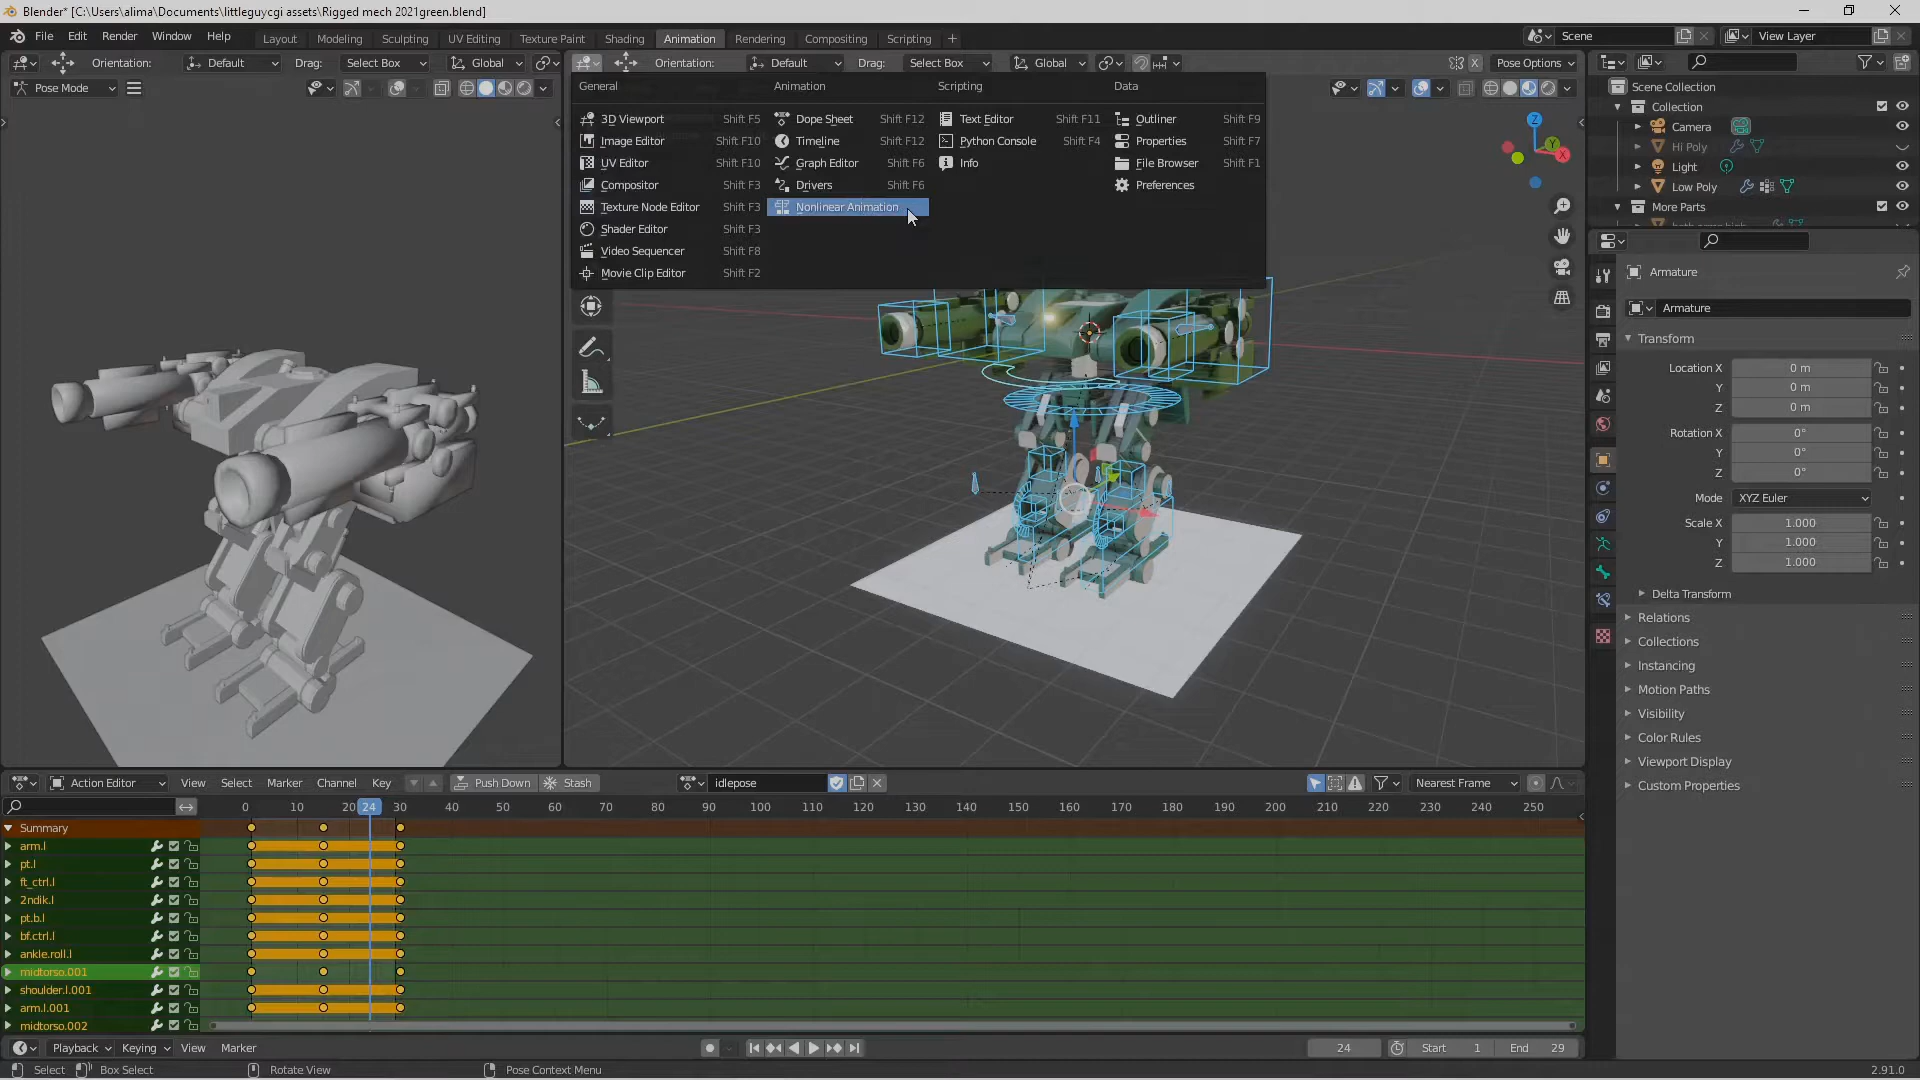 Blender* [C:\Users\alima\Documents\littleguycgi assets\Rigged mech 2021green.blend]
File Edit Render Window Help Layout Modeling Sculpting UV Editing Texture Paint Shading Animation Rendering Compositing Scripting Scene View Layer
Orientation: Default Drag: Select Box Global Orientation: Default Drag: Select Box Global X Pose Options
Pose Mode
General Animation Scripting Data
3D Viewport Shift F5 Dope Sheet Shift F12 Text Editor Shift F11 Outliner Shift F9
Image Editor Shift F10 Timeline Shift F12 Python Console Shift F4 Properties Shift F7
UV Editor Shift F10 Graph Editor Shift F6 Info File Browser Shift F1
Compositor Shift F3 Drivers Shift F6 Preferences
Texture Node Editor Shift F3 Nonlinear Animation
Shader Editor Shift F3
Video Sequencer Shift F8
Movie Clip Editor Shift F2
Z
Y
X
Scene Collection
Collection
Camera
Hi Poly
Light
Low Poly
More Parts
Armature
Armature
Transform
Location X 0 m
Y 0 m
Z 0 m
Rotation X 0°
Y 0°
Z 0°
Mode XYZ Euler
Scale X 1.000
Y 1.000
Z 1.000
Delta Transform
Relations
Collections
Instancing
Motion Paths
Visibility
Color Rules
Viewport Display
Custom Properties
Action Editor View Select Marker Channel Key Push Down Stash idlepose Nearest Frame
0 10 20 24 30 40 50 60 70 80 90 100 110 120 130 140 150 160 170 180 190 200 210 220 230 240 250
Summary
arm.l
pt.l
ft_ctrl.l
2ndik.l
pt.b.l
bf.ctrl.l
ankle.roll.l
midtorso.001
shoulder.l.001
arm.l.001
midtorso.002
Playback Keying View Marker 24 Start 1 End 29
Select Box Select Rotate View Pose Context Menu 2.91.0